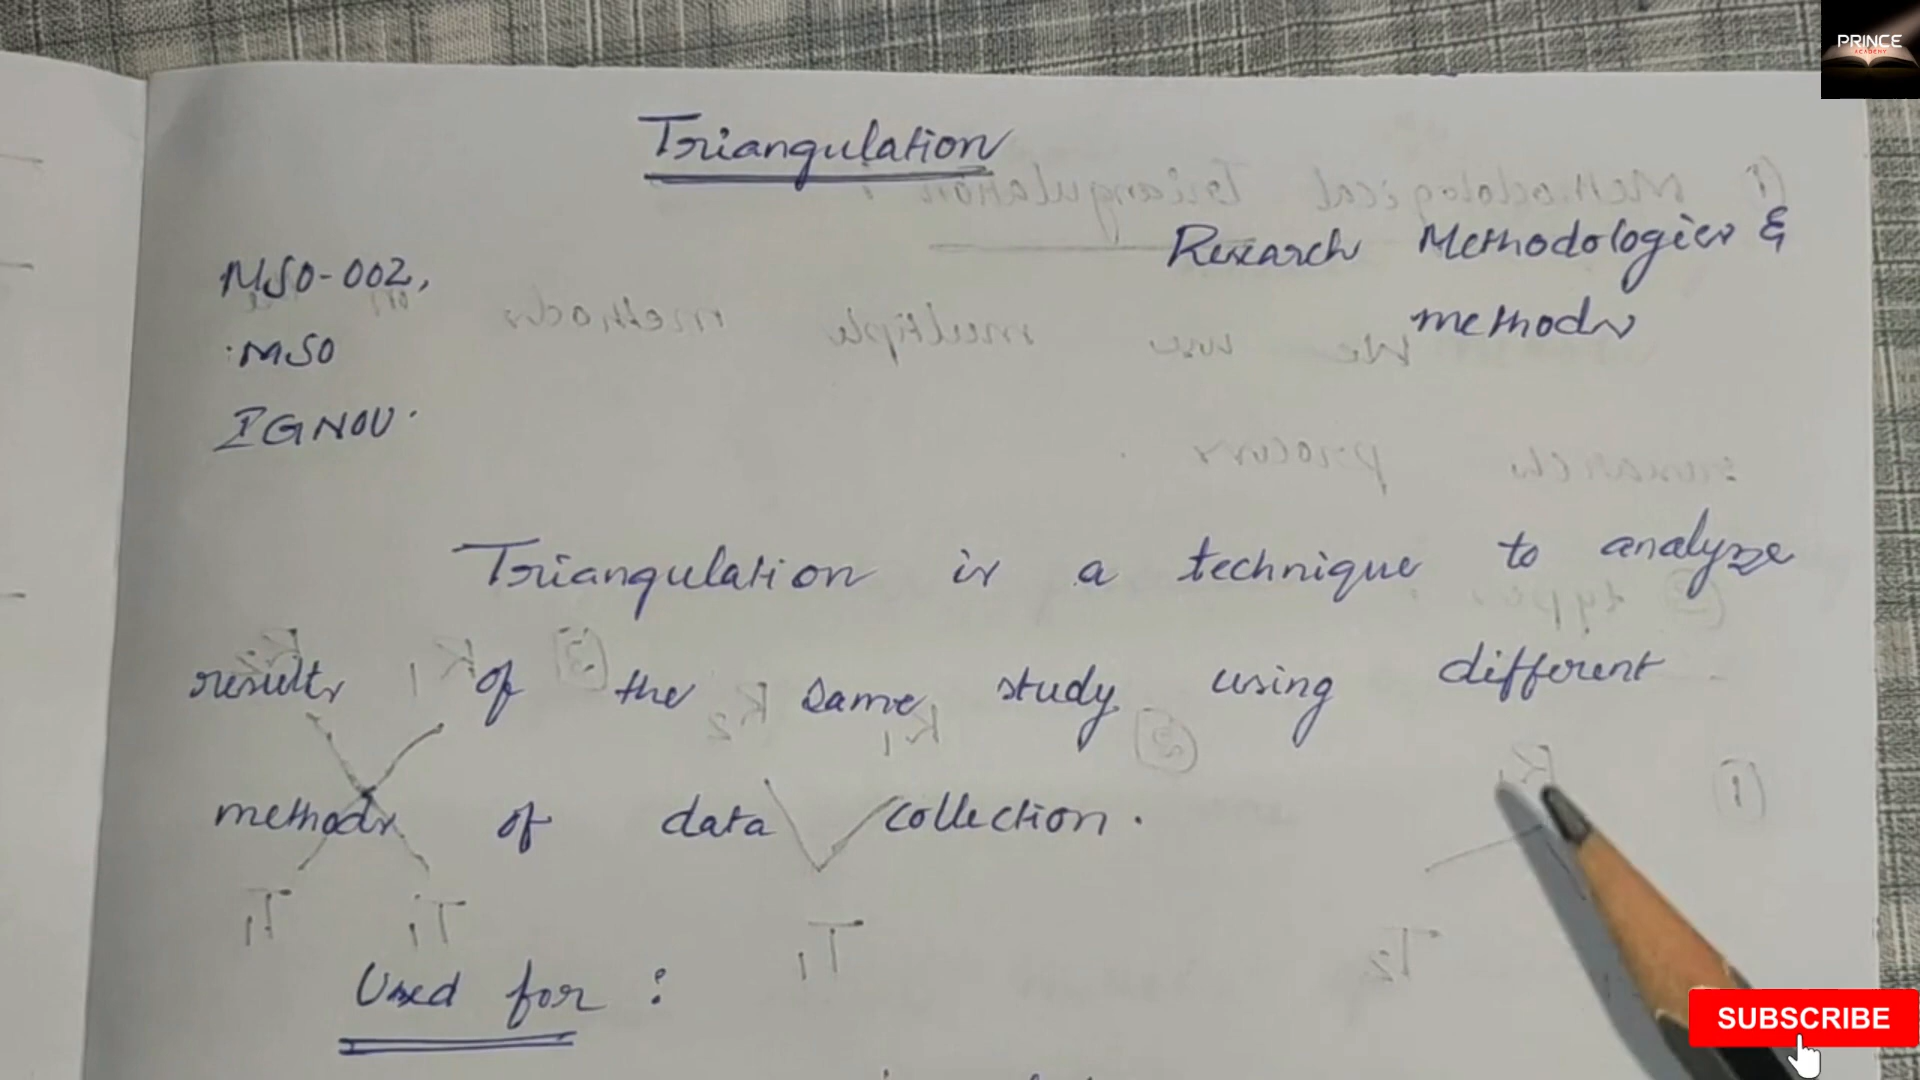 PRINCE
ACADEMY
Triangulation
Research Methodologies &
methods
MSO-002,
MSO
IGNOU.
Triangulation is a technique to analyze
results of the same study using different
methods of data collection.
Used for :
SUBSCRIBE